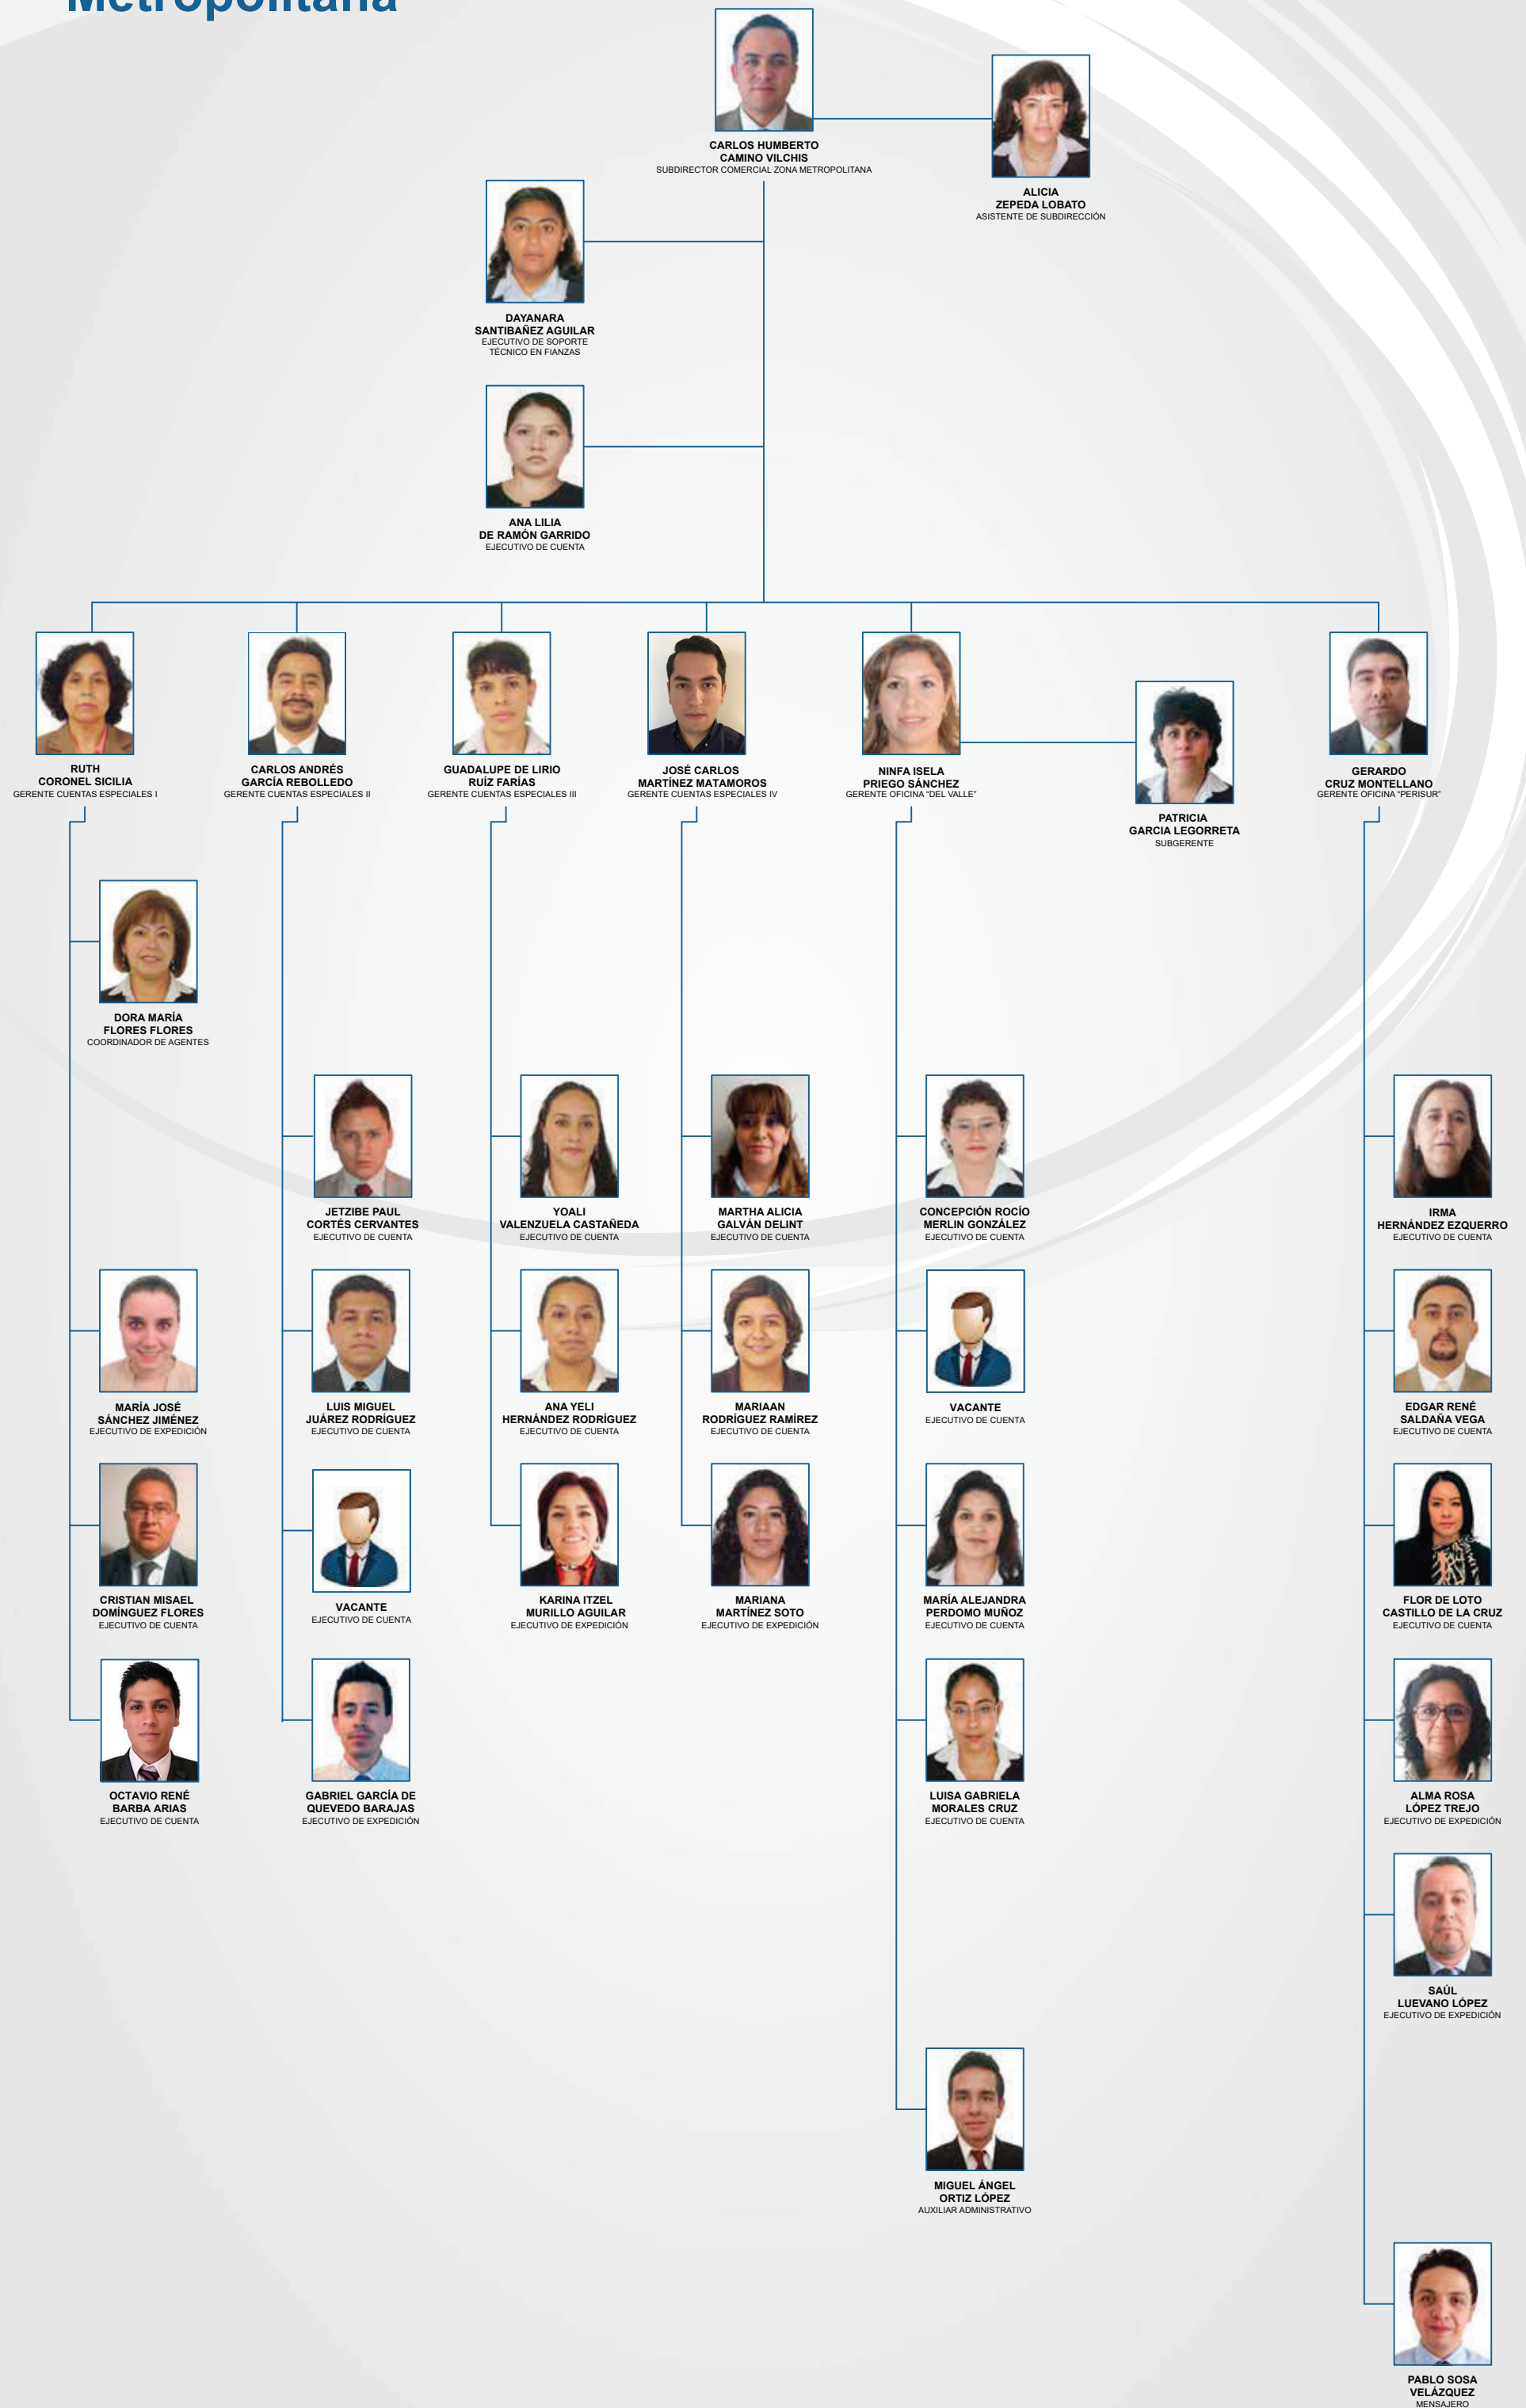 Metropolitana
CARLOS HUMBERTO
CAMINO VILCHIS
SUBDIRECTOR COMERCIAL ZONA METROPOLITANA
ALICIA
ZEPEDA LOBATO
ASISTENTE DE SUBDIRECCIÓN
DAYANARA
SANTIBAÑEZ AGUILAR
EJECUTIVO DE SOPORTE
TÉCNICO EN FIANZAS
ANA LILIA
DE RAMÓN GARRIDO
EJECUTIVO DE CUENTA
RUTH
CORONEL SICILIA
GERENTE CUENTAS ESPECIALES I
CARLOS ANDRÉS
GARCÍA REBOLLEDO
GERENTE CUENTAS ESPECIALES II
GUADALUPE DE LIRIO
RUÍZ FARÍAS
GERENTE CUENTAS ESPECIALES III
JOSÉ CARLOS
MARTÍNEZ MATAMOROS
GERENTE CUENTAS ESPECIALES IV
NINFA ISELA
PRIEGO SÁNCHEZ
GERENTE OFICINA “DEL VALLE”
PATRICIA
GARCIA LEGORRETA
SUBGERENTE
GERARDO
CRUZ MONTELLANO
GERENTE OFICINA “PERISUR”
DORA MARÍA
FLORES FLORES
COORDINADOR DE AGENTES
JETZIBE PAUL
CORTÉS CERVANTES
EJECUTIVO DE CUENTA
YOALI
VALENZUELA CASTAÑEDA
EJECUTIVO DE CUENTA
MARTHA ALICIA
GALVÁN DELINT
EJECUTIVO DE CUENTA
CONCEPCIÓN ROCÍO
MERLIN GONZÁLEZ
EJECUTIVO DE CUENTA
IRMA
HERNÁNDEZ EZQUERRO
EJECUTIVO DE CUENTA
MARÍA JOSÉ
SÁNCHEZ JIMÉNEZ
EJECUTIVO DE EXPEDICIÓN
LUIS MIGUEL
JUÁREZ RODRÍGUEZ
EJECUTIVO DE CUENTA
ANA YELI
HERNÁNDEZ RODRÍGUEZ
EJECUTIVO DE CUENTA
MARIAAN
RODRÍGUEZ RAMÍREZ
EJECUTIVO DE CUENTA
VACANTE
EJECUTIVO DE CUENTA
EDGAR RENÉ
SALDAÑA VEGA
EJECUTIVO DE CUENTA
CRISTIAN MISAEL
DOMÍNGUEZ FLORES
EJECUTIVO DE CUENTA
VACANTE
EJECUTIVO DE CUENTA
KARINA ITZEL
MURILLO AGUILAR
EJECUTIVO DE EXPEDICIÓN
MARIANA
MARTÍNEZ SOTO
EJECUTIVO DE EXPEDICIÓN
MARÍA ALEJANDRA
PERDOMO MUÑOZ
EJECUTIVO DE CUENTA
FLOR DE LOTO
CASTILLO DE LA CRUZ
EJECUTIVO DE CUENTA
OCTAVIO RENÉ
BARBA ARIAS
EJECUTIVO DE CUENTA
GABRIEL GARCÍA DE
QUEVEDO BARAJAS
EJECUTIVO DE EXPEDICIÓN
LUISA GABRIELA
MORALES CRUZ
EJECUTIVO DE CUENTA
ALMA ROSA
LÓPEZ TREJO
EJECUTIVO DE EXPEDICIÓN
SAÚL
LUEVANO LÓPEZ
EJECUTIVO DE EXPEDICIÓN
MIGUEL ÁNGEL
ORTIZ LÓPEZ
AUXILIAR ADMINISTRATIVO
PABLO SOSA
VELÁZQUEZ
MENSAJERO